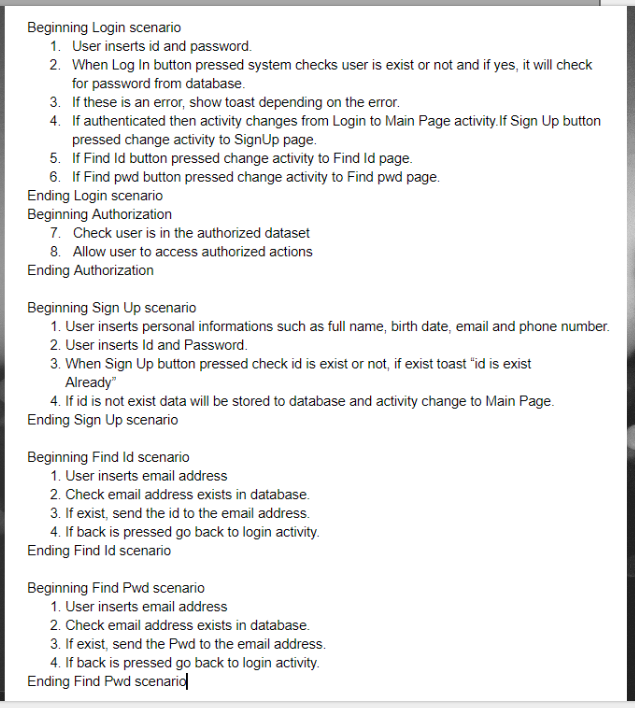 Beginning Login scenario
1. User inserts id and password.
2. When Log In button pressed system checks user is exist or not and if yes, it will check
for password from database.
3. If these is an error, show toast depending on the error.
4. If authenticated then activity changes from Login to Main Page activity.If Sign Up button
pressed change activity to SignUp page.
5. If Find Id button pressed change activity to Find Id page.
6. If Find pwd button pressed change activity to Find pwd page.
Ending Login scenario
Beginning Authorization
7. Check user is in the authorized dataset
8. Allow user to access authorized actions
Ending Authorization
Beginning Sign Up scenario
1. User inserts personal informations such as full name, birth date, email and phone number.
2. User inserts Id and Password.
3. When Sign Up button pressed check id is exist or not, if exist toast “id is exist
Already”
4. If id is not exist data will be stored to database and activity change to Main Page.
Ending Sign Up scenario
Beginning Find Id scenario
1. User inserts email address
2. Check email address exists in database.
3. If exist, send the id to the email address.
4. If back is pressed go back to login activity.
Ending Find Id scenario
Beginning Find Pwd scenario
1. User inserts email address
2. Check email address exists in database.
3. If exist, send the Pwd to the email address.
4. If back is pressed go back to login activity.
Ending Find Pwd scenario